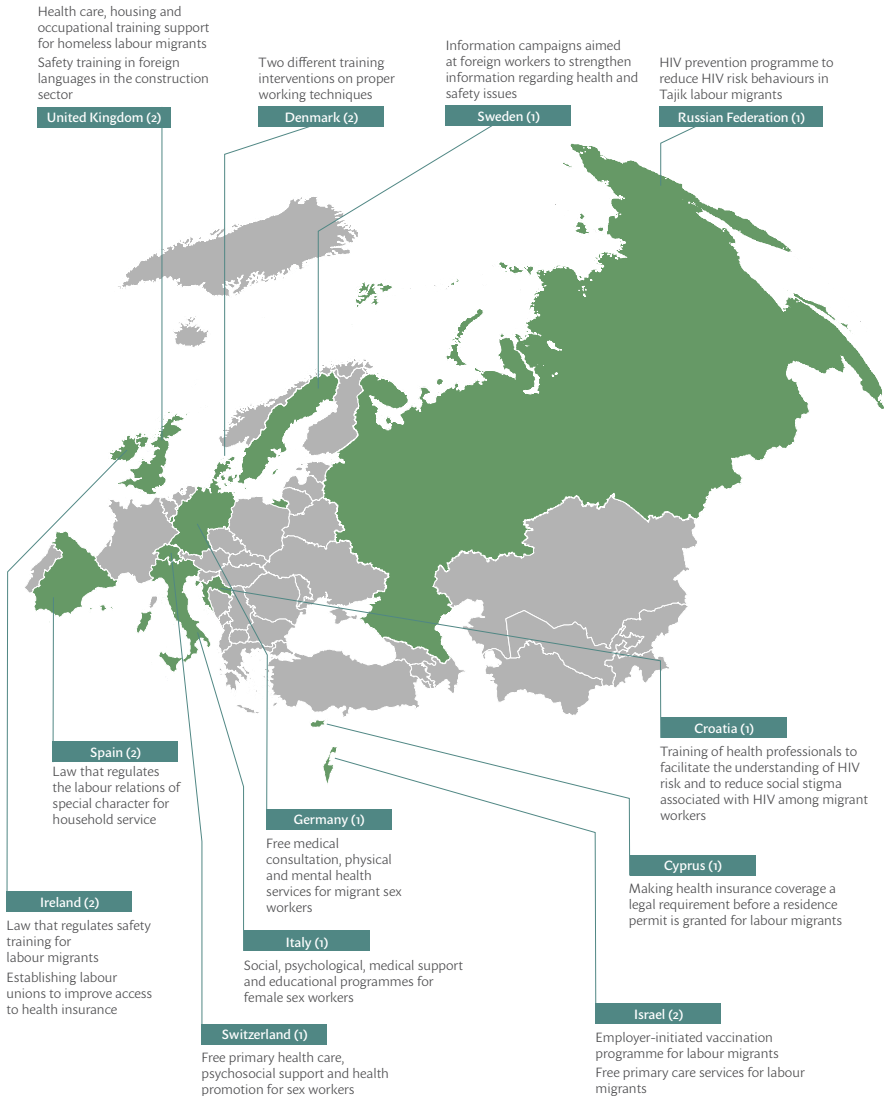 Health care, housing and
occupational training support
for homeless labour migrants
Safety training in foreign
languages in the construction
sector
United Kingdom (2)
Two different training
interventions on proper
working techniques
Denmark (2)
Information campaigns aimed
at foreign workers to strengthen
information regarding health and
safety issues
Sweden (1)
HIV prevention programme to
reduce HIV risk behaviours in
Tajik labour migrants
Russian Federation (1)
Spain (2)
Law that regulates
the labour relations of
special character for
household service
Croatia (1)
Training of health professionals to
facilitate the understanding of HIV
risk and to reduce social stigma
associated with HIV among migrant
workers
Germany (1)
Free medical
consultation, physical
and mental health
services for migrant sex
workers
Cyprus (1)
Making health insurance coverage a
legal requirement before a residence
permit is granted for labour migrants
Ireland (2)
Law that regulates safety
training for
labour migrants
Establishing labour
unions to improve access
to health insurance
Italy (1)
Social, psychological, medical support
and educational programmes for
female sex workers
Israel (2)
Employer-initiated vaccination
programme for labour migrants
Free primary care services for labour
migrants
Switzerland (1)
Free primary health care,
psychosocial support and health
promotion for sex workers